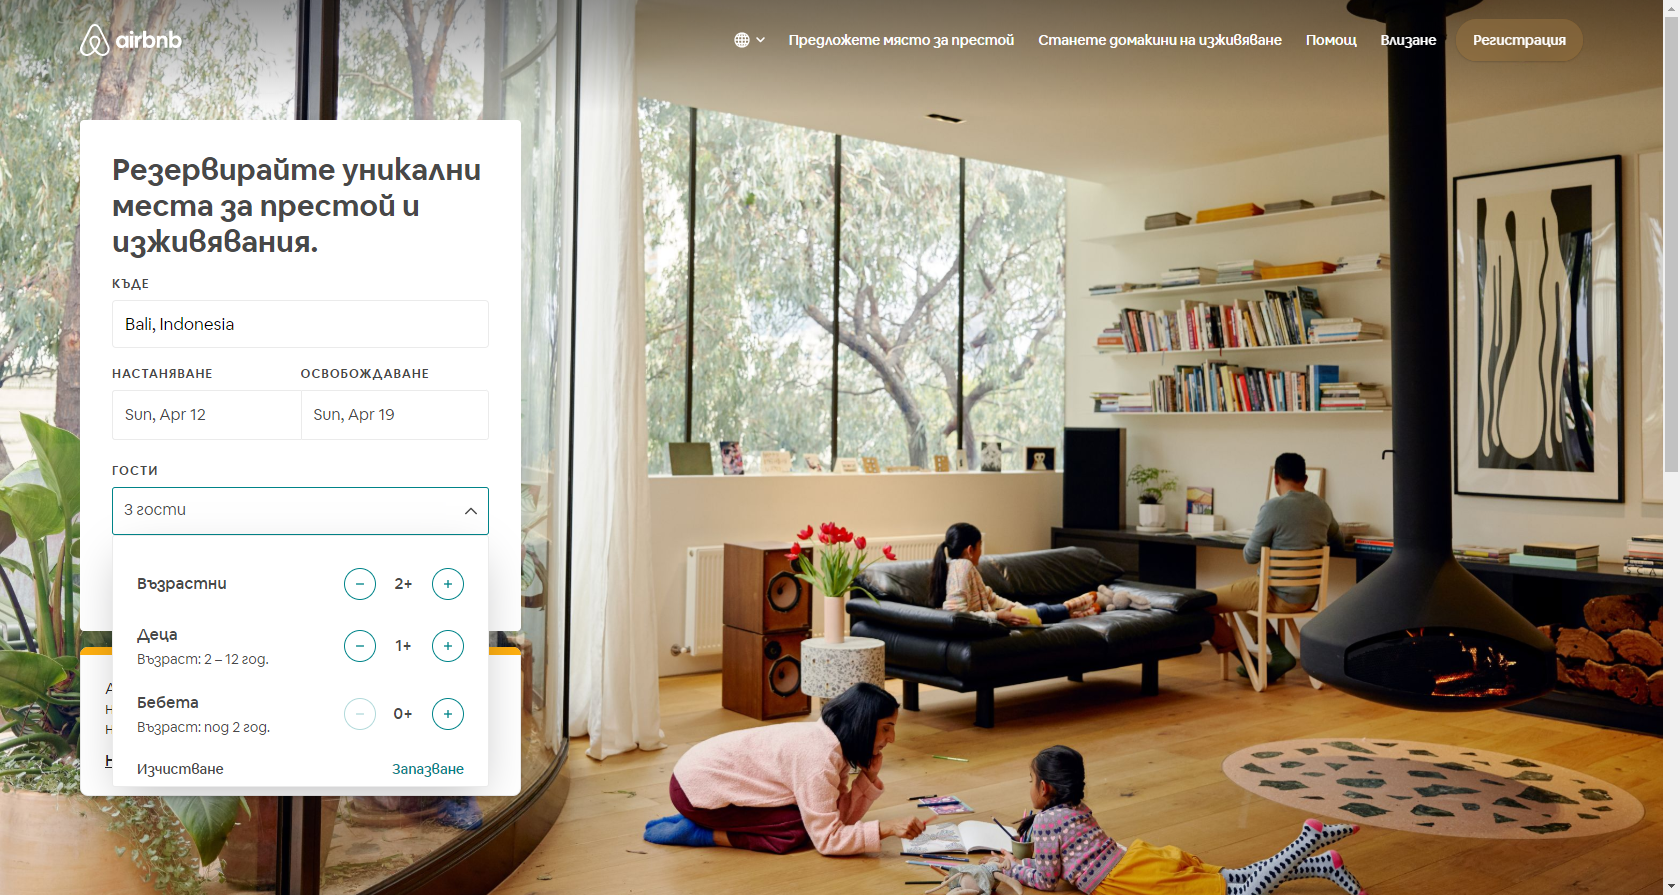 airbnb
Предложете място за престой
Станете домакини на изживяване
Помощ
Влизане
Регистрация
Резервирайте уникални
места за престой и
изживявания.
КЪДЕ
Bali, Indonesia
НАСТАНЯВАНЕ
ОСВОБОЖДАВАНЕ
Sun, Apr 12
Sun, Apr 19
ГОСТИ
3 гости
Възрастни
2+
Деца
1+
Възраст: 2 – 12 год.
Бебета
0+
Възраст: под 2 год.
Изчистване
Запазване